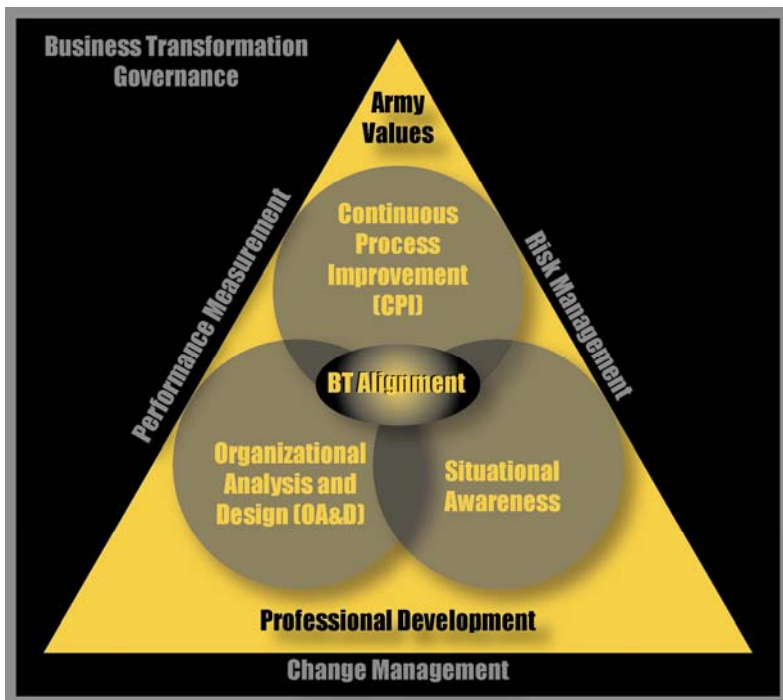 Business Transformation
Governance
Army
Values
Performance Measurement
Risk Management
Continuous
Process
Improvement
(CPI)
BT Alignment
Organizational
Analysis and
Design (OA&D)
Situational
Awareness
Professional Development
Change Management